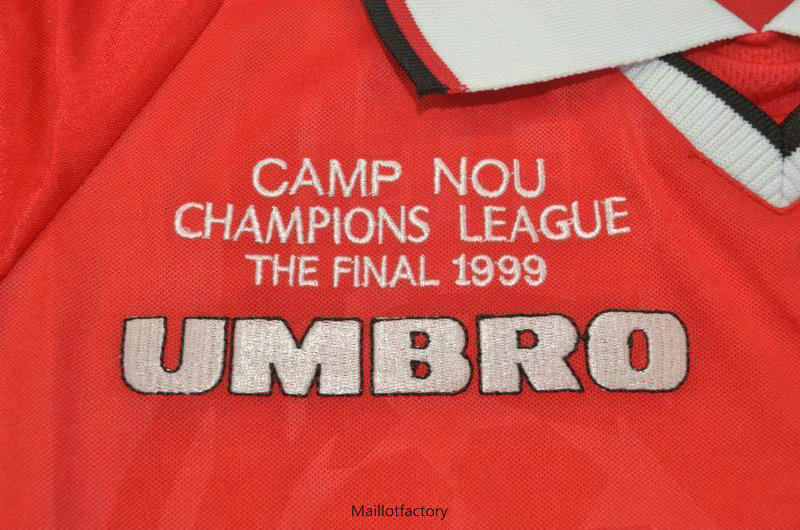 CAMP NOU
CHAMPIONS LEAGUE
THE FINAL 1999
UMBRO
Maillotfactory